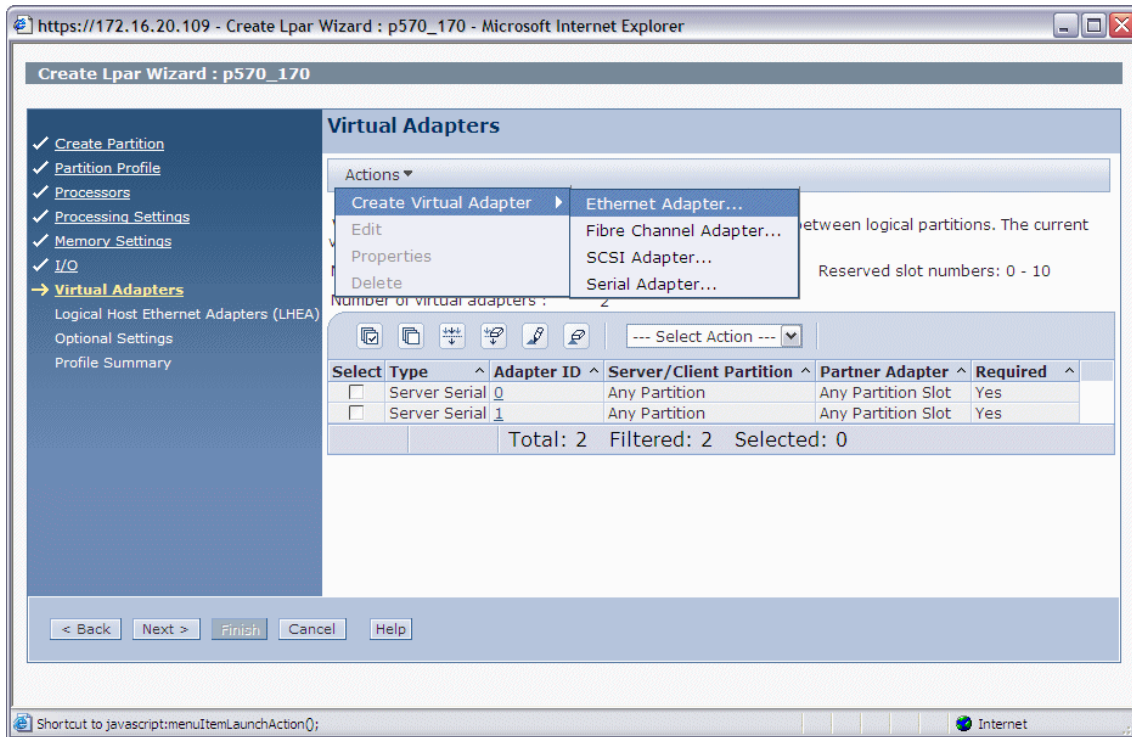 https://172.16.20.109 - Create Lpar Wizard : p570_170 - Microsoft Internet Explorer
Create Lpar Wizard : p570_170
Create Partition
Partition Profile
Processors
Processing Settings
Memory Settings
I/O
Virtual Adapters
Logical Host Ethernet Adapters (LHEA)
Optional Settings
Profile Summary
Virtual Adapters
Actions
Create Virtual Adapter
Edit
Properties
Delete
Ethernet Adapter...
Fibre Channel Adapter...
SCSI Adapter...
Serial Adapter...
between logical partitions. The current
Reserved slot numbers: 0 - 10
Number of virtual adapters : 2
--- Select Action ---
Select Type ^ Adapter ID ^ Server/Client Partition ^ Partner Adapter ^ Required ^
Server Serial 0 Any Partition Any Partition Slot Yes
Server Serial 1 Any Partition Any Partition Slot Yes
Total: 2 Filtered: 2 Selected: 0
< Back Next > Finish Cancel Help
Shortcut to javascript:menuItemLaunchAction(); Internet